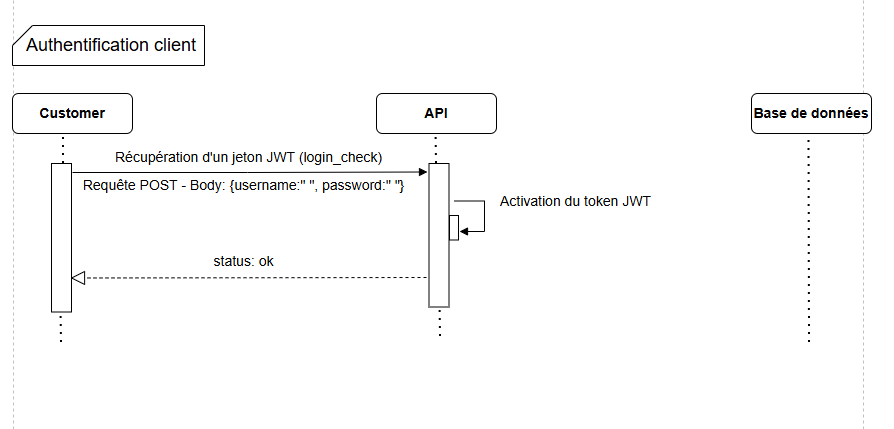 Authentification client
Customer
API
Base de données
Récupération d'un jeton JWT (login_check)
Requête POST - Body: {username:" ", password:" "}
Activation du token JWT
status: ok